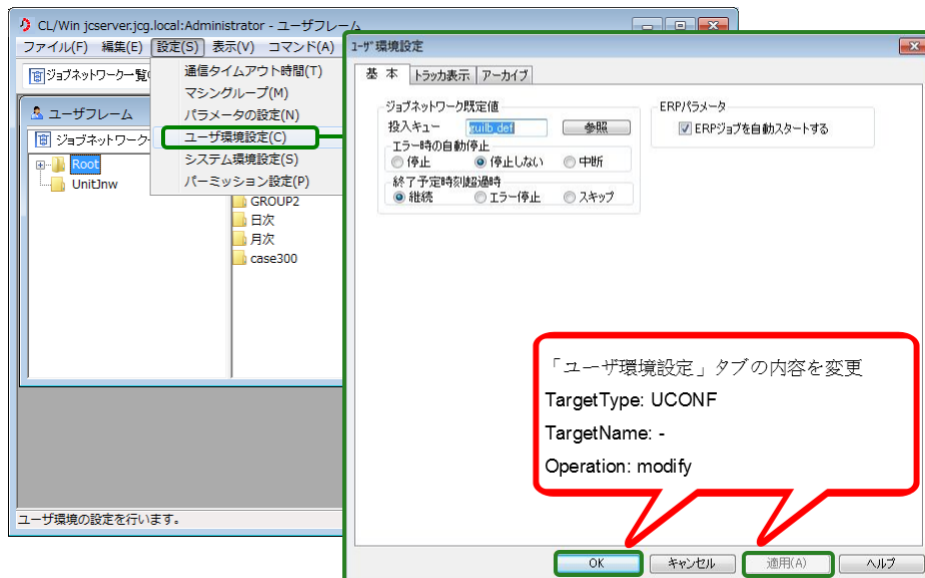 CL/Win jcserver.jcg.local:Administrator - ユーザフレーム
ファイル(F) 編集(E) 設定(S) 表示(V) コマンド(A)
ジョブネットワーク一覧
通信タイムアウト時間(T)
マシングループ(M)
パラメータの設定(N)
ユーザ環境設定(C)
システム環境設定(S)
パーミッション設定(P)
ユーザフレーム
ジョブネットワーク
Root
UnitJnw
GROUP2
日次
月次
case300
ユーザ環境の設定を行います。
ユーザ環境設定
基 本 トラッカ表示 アーカイブ
ジョブネットワーク既定値
投入キュー 参照
エラー時の自動停止
停止 停止しない 中断
終了予定時刻超過時
継続 エラー停止 スキップ
ERPパラメータ
ERPジョブを自動スタートする
「ユーザ環境設定」タブの内容を変更
TargetType: UCONF
TargetName: -
Operation: modify
OK キャンセル 適用(A) ヘルプ